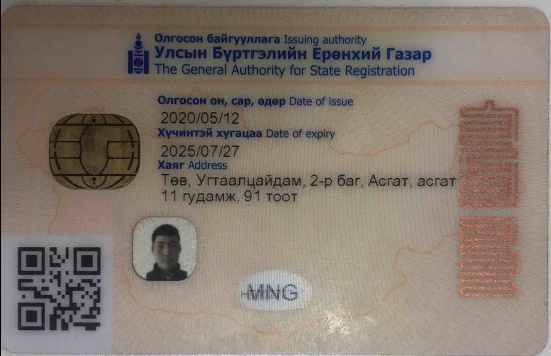 Олгосон байгууллага Issuing authority
Улсын Бүртгэлийн Ерөнхий Газар
The General Authority for State Registration
Олгосон он, сар, өдөр Date of issue
2020/05/12
Хүчинтэй хугацаа Date of expiry
2025/07/27
Хаяг Address
Төв, Угтаалцайдам, 2-р баг, Асгат, асгат
11 гудамж, 91 тоот
MNG